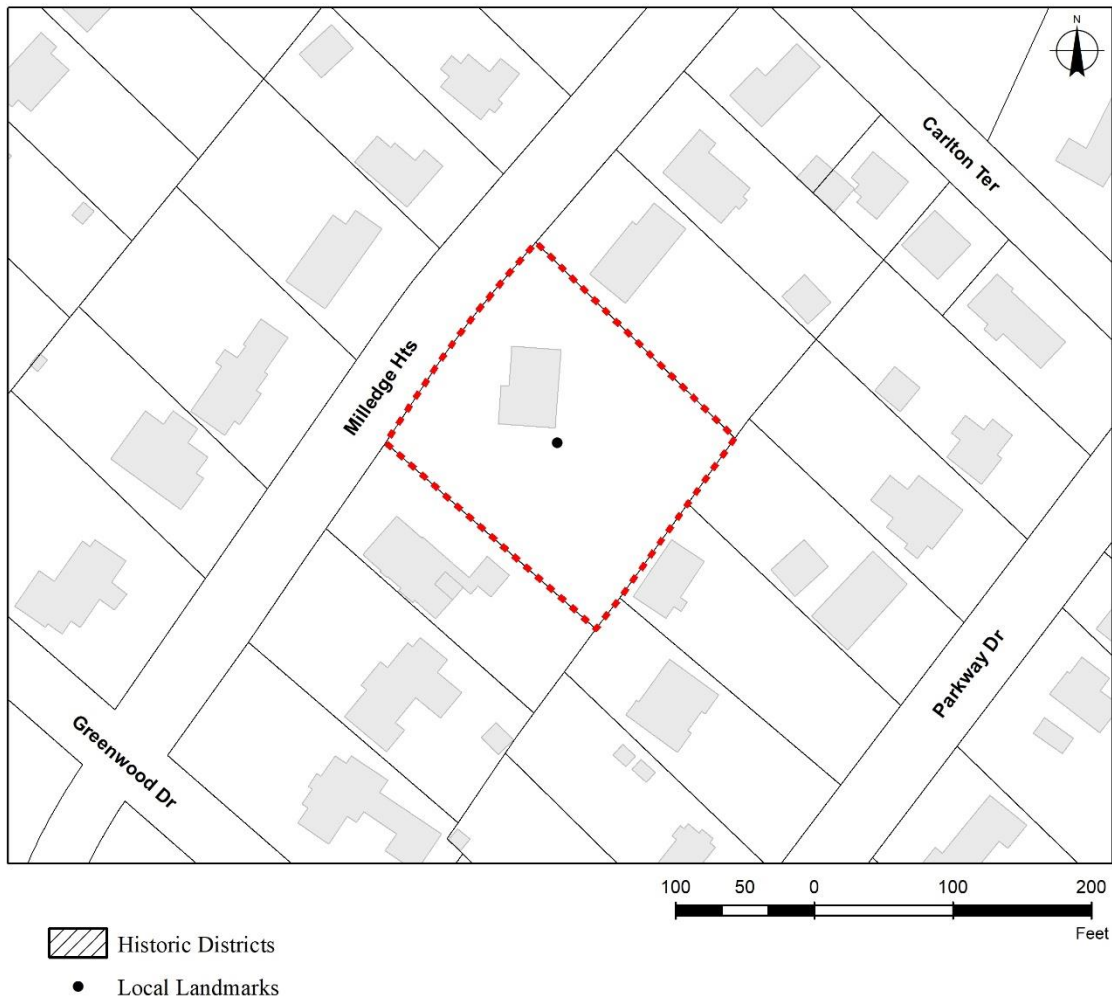 N
Carlton Ter
Milledge Hts
Parkway Dr
Greenwood Dr
100 50 0 100 200
Feet
Historic Districts
Local Landmarks